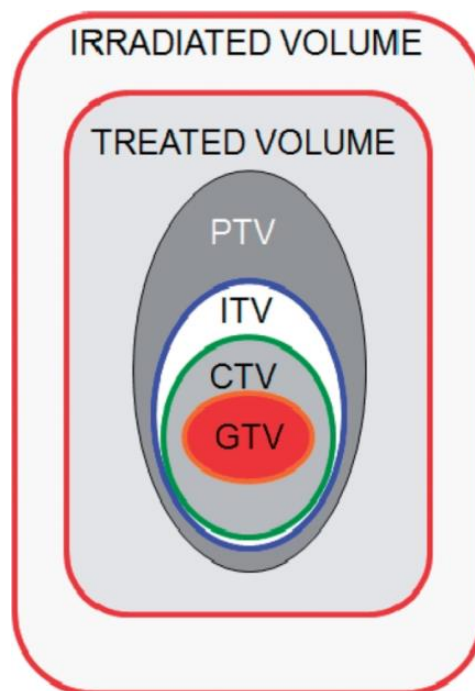 IRRADIATED VOLUME
TREATED VOLUME
PTV
ITV
CTV
GTV